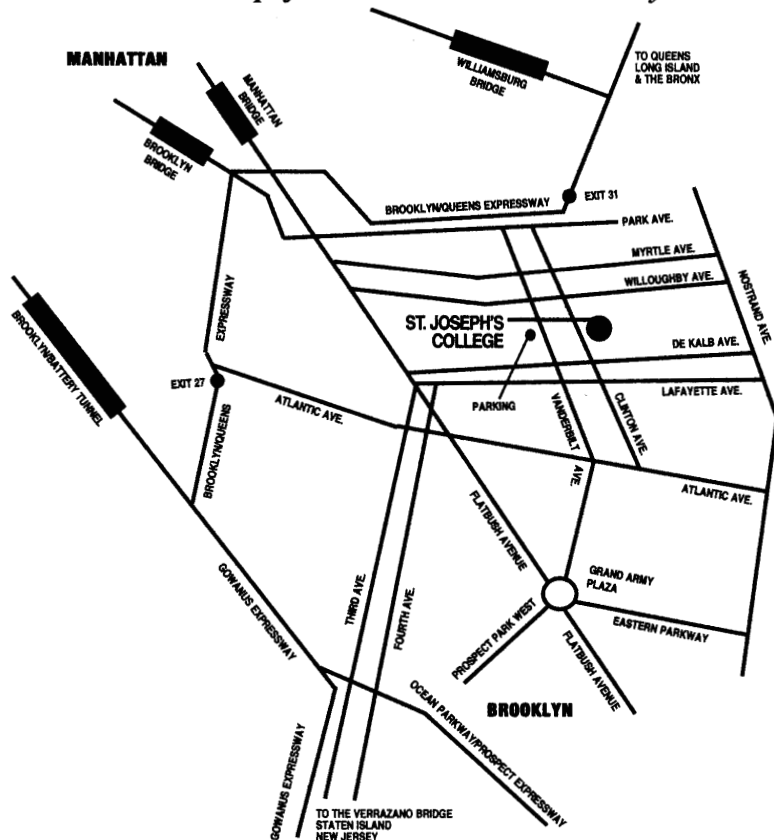 MANHATTAN
WILLIAMSBURG
BRIDGE
TO QUEENS
LONG ISLAND
& THE BRONX
MANHATTAN
BRIDGE
BROOKLYN
BRIDGE
BROOKLYN/QUEENS EXPRESSWAY
EXIT 31
PARK AVE.
MYRTLE AVE.
WILLOUGHBY AVE.
NOSTRAND AVE.
EXPRESSWAY
BROOKLYN/BATTERY TUNNEL
ST. JOSEPH'S
COLLEGE
DE KALB AVE.
EXIT 27
ATLANTIC AVE.
PARKING
LAFAYETTE AVE.
VANDERBILT
AVE.
CLINTON AVE.
BROOKLYN/QUEENS
ATLANTIC AVE.
FLATBUSH AVENUE
GOWANUS EXPRESSWAY
THIRD AVE.
FOURTH AVE.
GRAND ARMY
PLAZA
PROSPECT PARK WEST
EASTERN PARKWAY
FLATBUSH AVENUE
BROOKLYN
OCEAN PARKWAY/PROSPECT EXPRESSWAY
GOWANUS EXPRESSWAY
TO THE VERRAZANO BRIDGE
STATEN ISLAND
NEW JERSEY